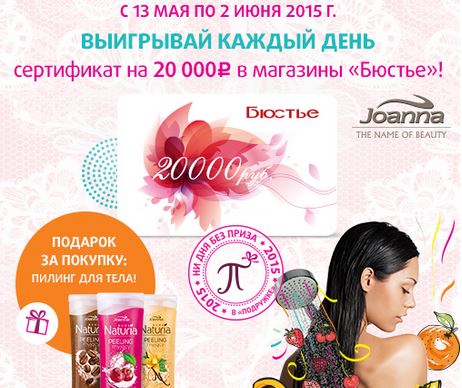 С 13 МАЯ ПО 2 ИЮНЯ 2015 Г.
ВЫИГРЫВАЙ КАЖДЫЙ ДЕНЬ
сертификат на 20 000₽ в магазины «Бюстье»!
Бюстье
20000 руб.
Joanna
THE NAME OF BEAUTY
ПОДАРОК
ЗА ПОКУПКУ:
ПИЛИНГ ДЛЯ ТЕЛА!
НИ ДНЯ БЕЗ ПРИЗА
2015
2015
В «ПОДРУЖКЕ»
П
Joanna
Naturia
PEELING
Joanna
Naturia
PEELING
Joanna
Naturia
PEELING